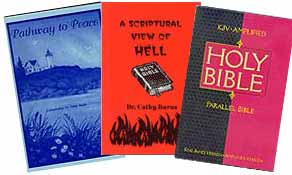 Pathway to Peace
A SCRIPTURAL
VIEW OF
HELL
HOLY BIBLE
Dr. Cathy Burns
KJV-AMPLIFIED
HOLY
BIBLE
PARALLEL BIBLE